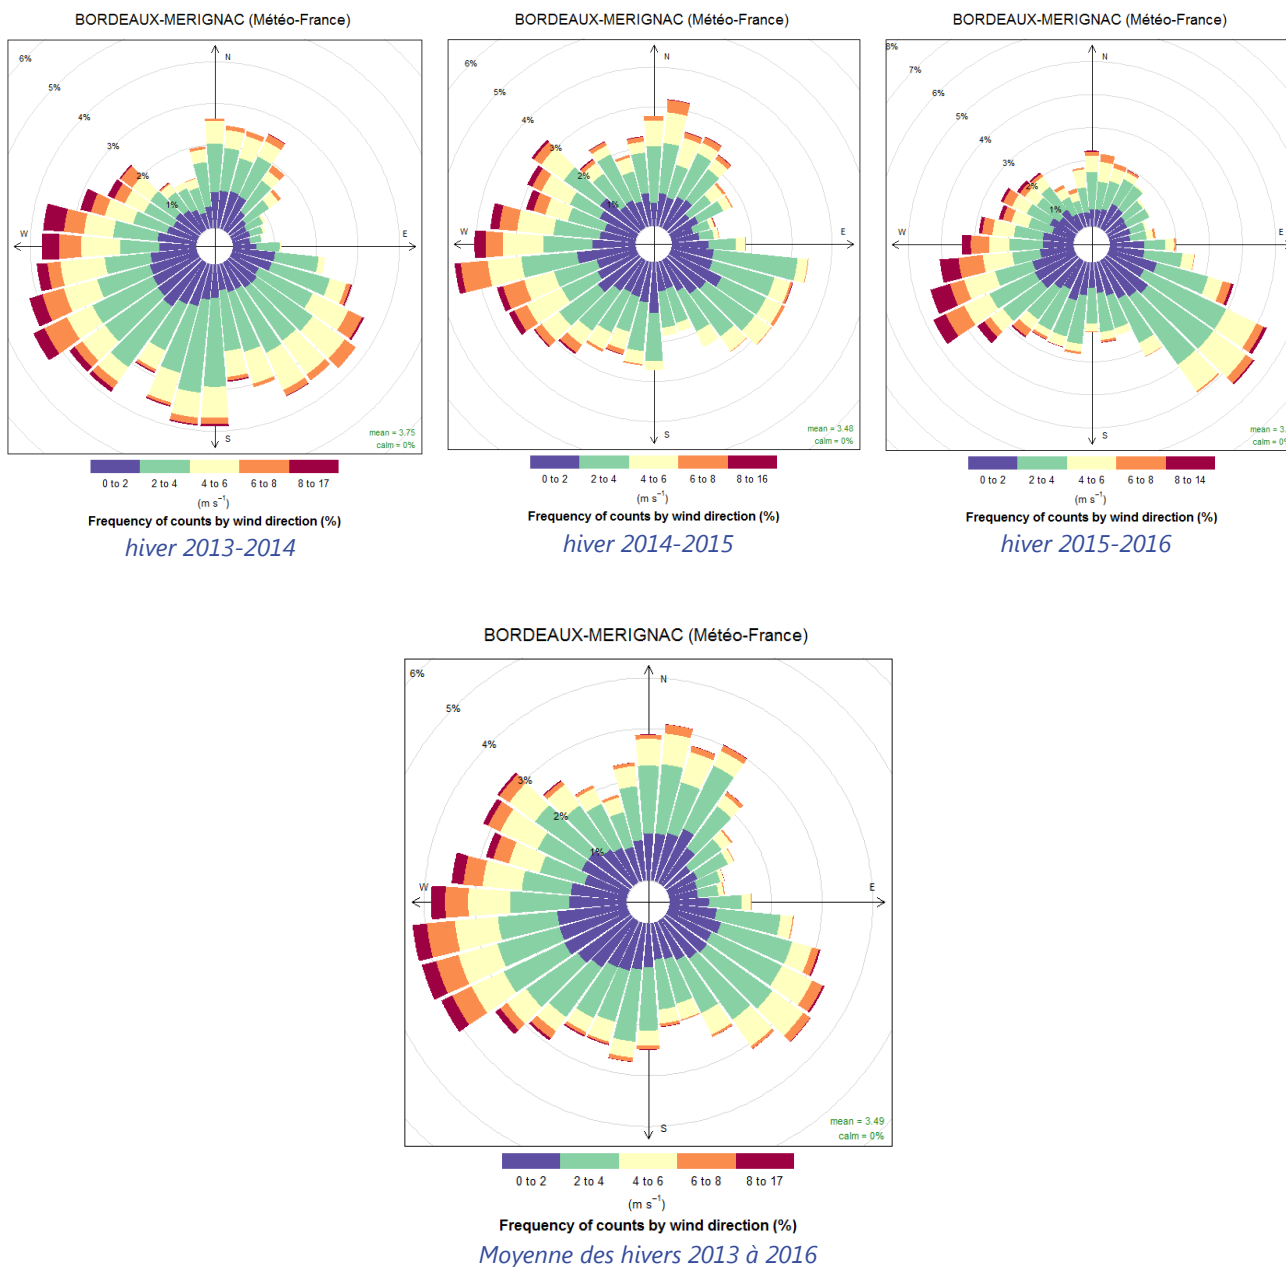 BORDEAUX-MERIGNAC (Météo-France)
6%
5%
4%
3%
2%
1%
N
W
E
S
mean = 3.75
calm = 0%
0 to 2 2 to 4 4 to 6 6 to 8 8 to 17
(m s⁻¹)
Frequency of counts by wind direction (%)
hiver 2013-2014
BORDEAUX-MERIGNAC (Météo-France)
6%
5%
4%
3%
2%
1%
N
W
E
S
mean = 3.48
calm = 0%
0 to 2 2 to 4 4 to 6 6 to 8 8 to 16
(m s⁻¹)
Frequency of counts by wind direction (%)
hiver 2014-2015
BORDEAUX-MERIGNAC (Météo-France)
8%
7%
6%
5%
4%
3%
2%
1%
N
W
E
S
mean = 3.
calm = 0%
0 to 2 2 to 4 4 to 6 6 to 8 8 to 14
(m s⁻¹)
Frequency of counts by wind direction (%)
hiver 2015-2016
BORDEAUX-MERIGNAC (Météo-France)
6%
5%
4%
3%
2%
1%
N
W
E
S
mean = 3.49
calm = 0%
0 to 2 2 to 4 4 to 6 6 to 8 8 to 17
(m s⁻¹)
Frequency of counts by wind direction (%)
Moyenne des hivers 2013 à 2016